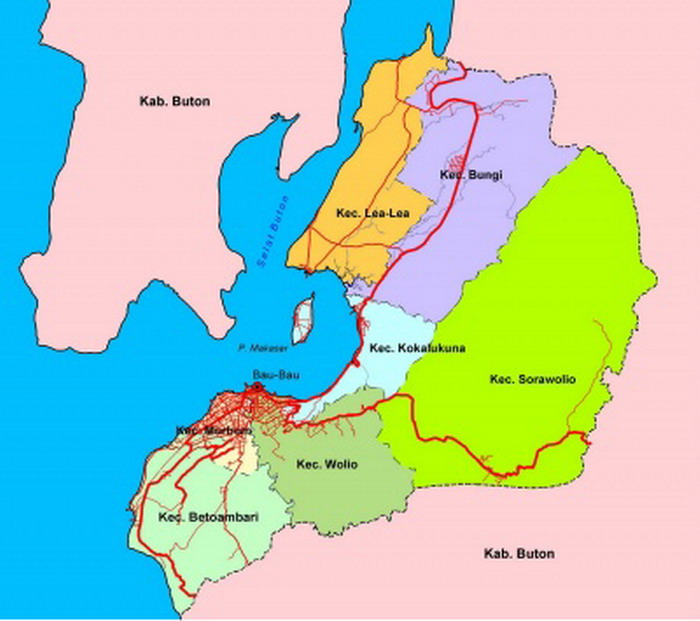 Kab. Buton
Kec. Bungi
Kec. Lea-Lea
Selat Buton
P. Makasar
Kec. Kokalukuna
Bau-Bau
Kec. Sorawolio
Kec. Murhum
Kec. Wolio
Kec. Betoambari
Kab. Buton